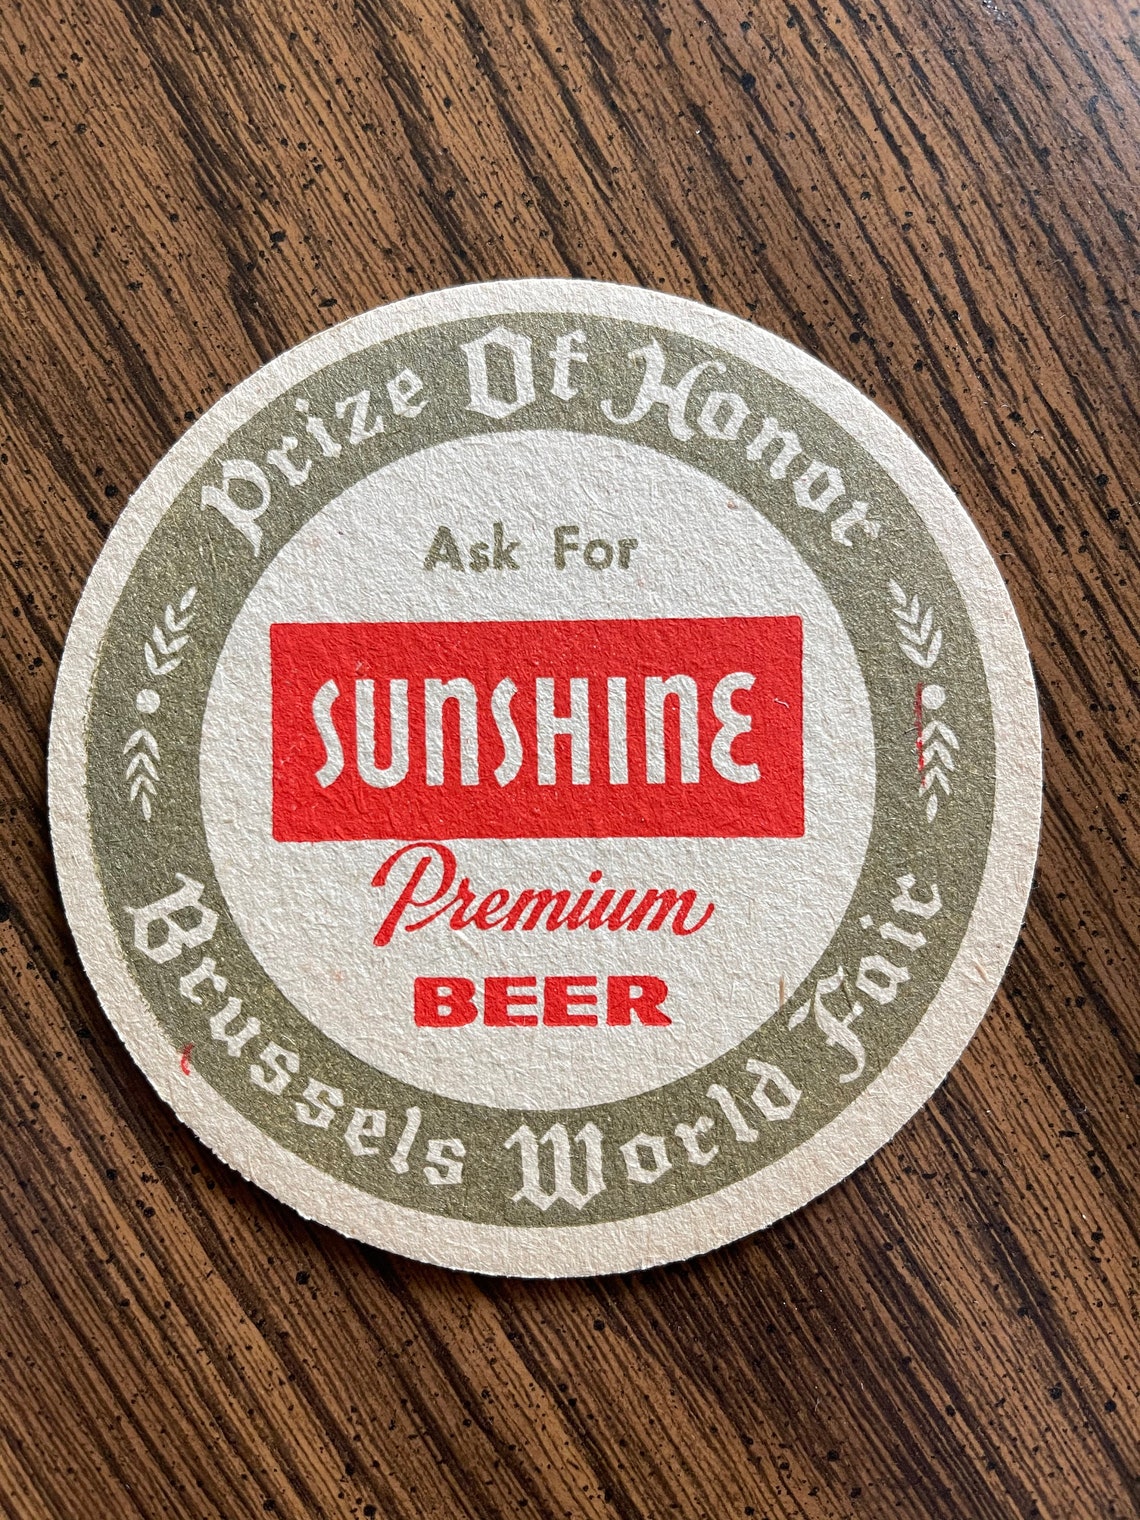 Prize Of Honor
Ask For
SUNSHINE
Premium
BEER
Brussels World Fair